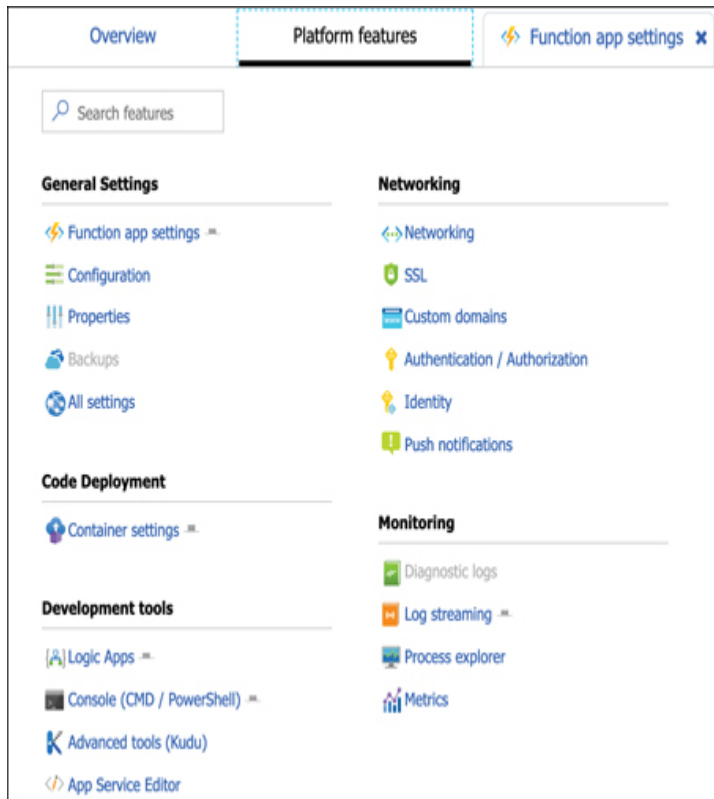 Overview
Platform features
Function app settings
Search features
General Settings
Function app settings
Configuration
Properties
Backups
All settings
Code Deployment
Container settings
Development tools
Logic Apps
Console (CMD / PowerShell)
Advanced tools (Kudu)
App Service Editor
Networking
Networking
SSL
Custom domains
Authentication / Authorization
Identity
Push notifications
Monitoring
Diagnostic logs
Log streaming
Process explorer
Metrics